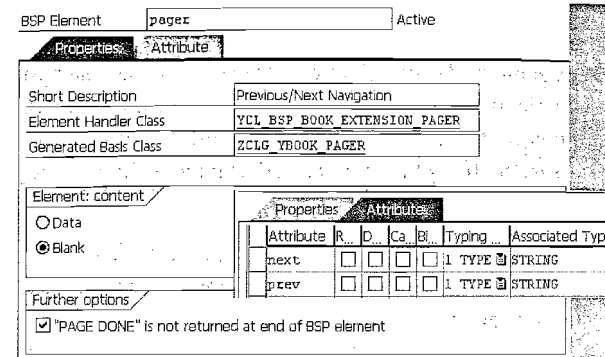 BSP Element pager Active
Properties Attribute
Short Description Previous/Next Navigation
Element Handler Class YCL_BSP_BOOK_EXTENSION_PAGER
Generated Basis Class ZCLG_YBOOK_PAGER
Element: content
Data
Blank
Properties Attributes
Attribute R... D... Ca... Bi... Typing ... Associated Typ
next 1 TYPE STRING
prev 1 TYPE STRING
Further options
"PAGE DONE" is not returned at end of BSP element